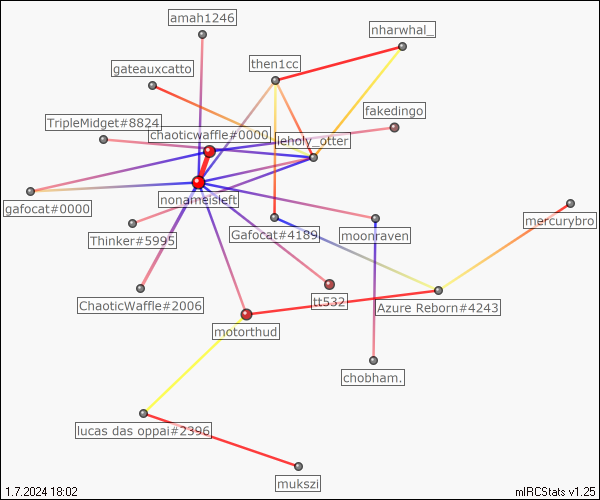 amah1246
nharwhal_
then1cc
gateauxcatto
fakedingo
TripleMidget#8824
chaoticwaffle#0000
leholy_otter
nonameisleft
gafocat#0000
mercurybro
Thinker#5995
Gafocat#4189
moonraven
ChaoticWaffle#2006
tt532
Azure Reborn#4243
motorthud
chobham.
lucas das oppai#2396
mukszi
1.7.2024 18:02
mIRCStats v1.25